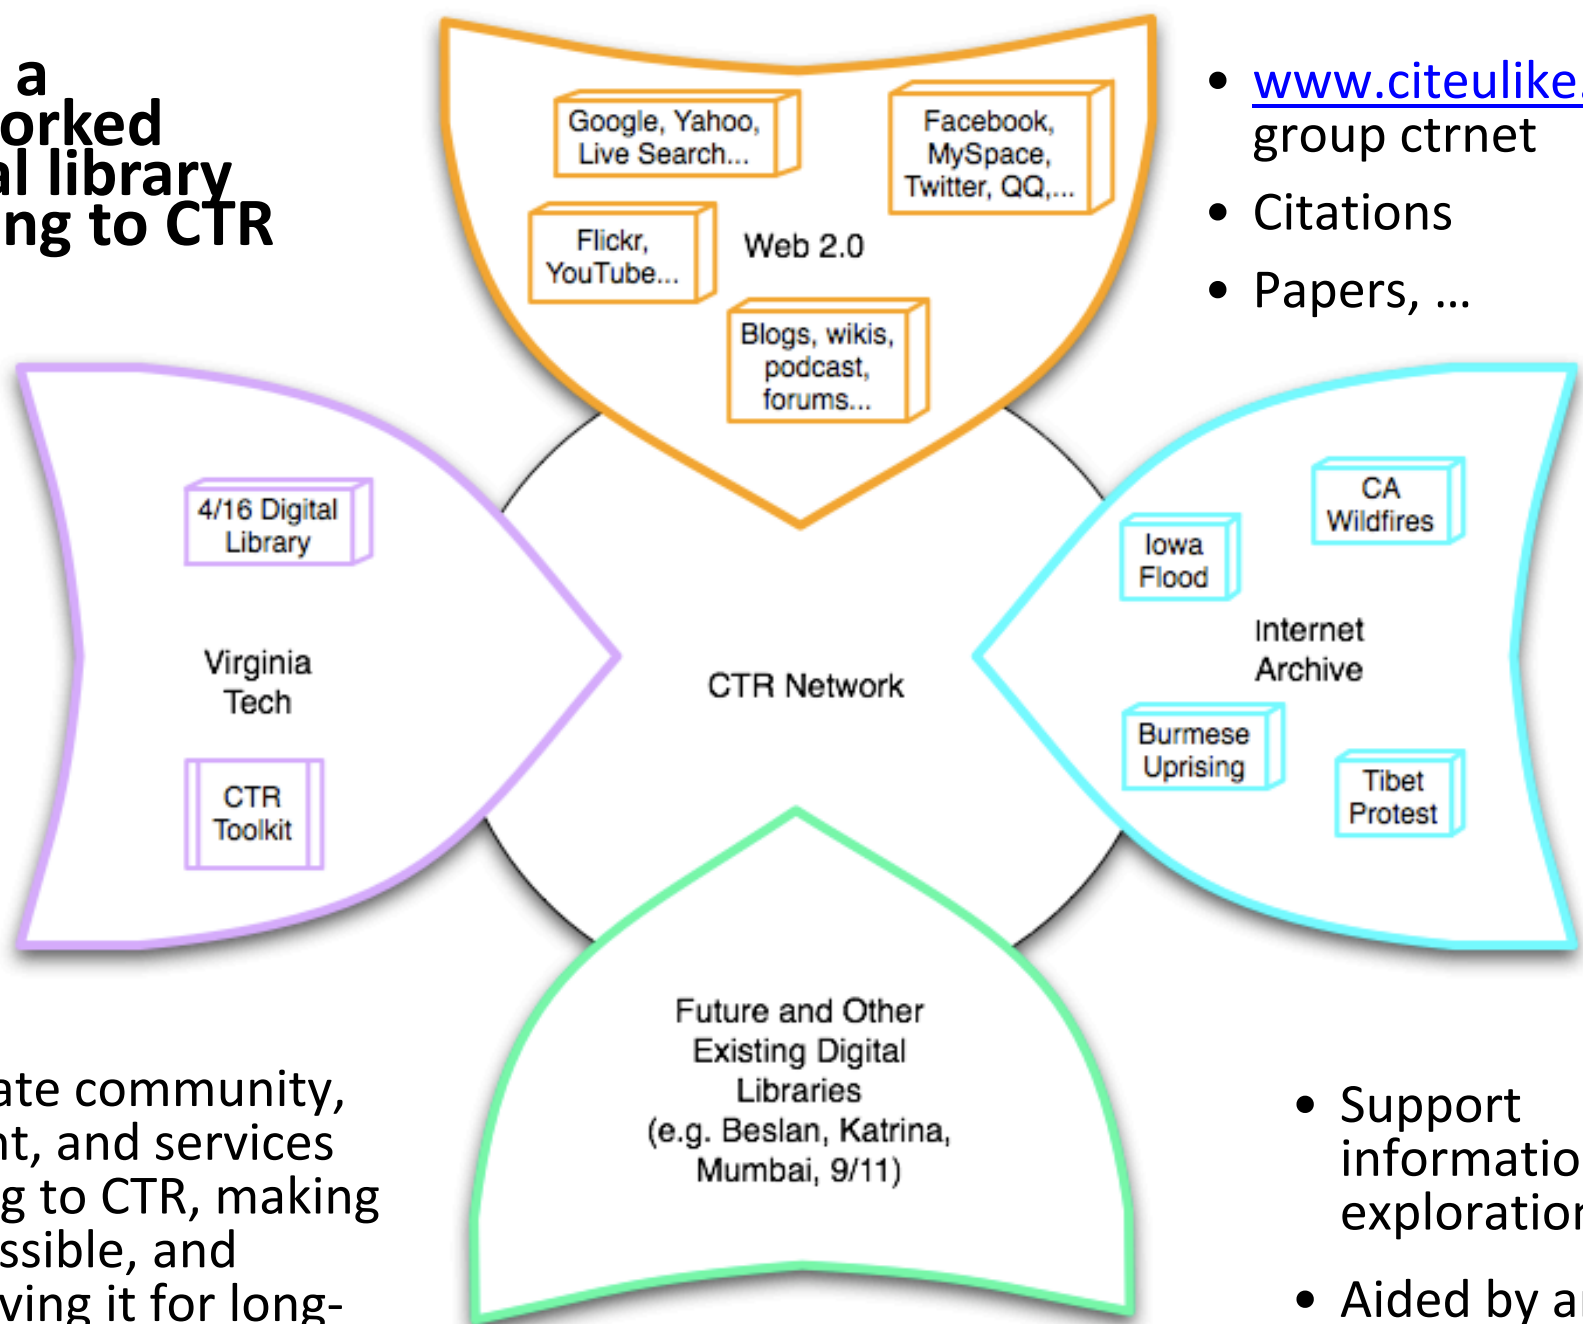 a
orked
al library
ng to CTR
www.citeulike.
group ctrnet
Citations
Papers, ...
Google, Yahoo,
Live Search...
Facebook,
MySpace,
Twitter, QQ,...
Flickr,
YouTube...
Web 2.0
Blogs, wikis,
podcast,
forums...
4/16 Digital
Library
Virginia
Tech
CTR
Toolkit
CTR Network
CA
Wildfires
Iowa
Flood
Internet
Archive
Burmese
Uprising
Tibet
Protest
Future and Other
Existing Digital
Libraries
(e.g. Beslan, Katrina,
Mumbai, 9/11)
ate community,
nt, and services
g to CTR, making
ssible, and
ving it for long-
Support
informatio
exploration
Aided by a